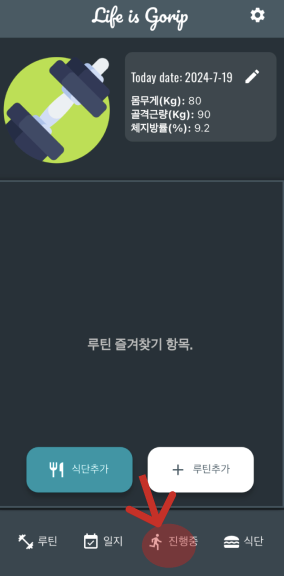 Life is Gorip
Today date: 2024-7-19
몸무게(Kg): 80
골격근량(Kg): 90
체지방률(%): 9.2
루틴 즐겨찾기 항목.
식단추가
루틴추가
루틴
일지
진행중
식단